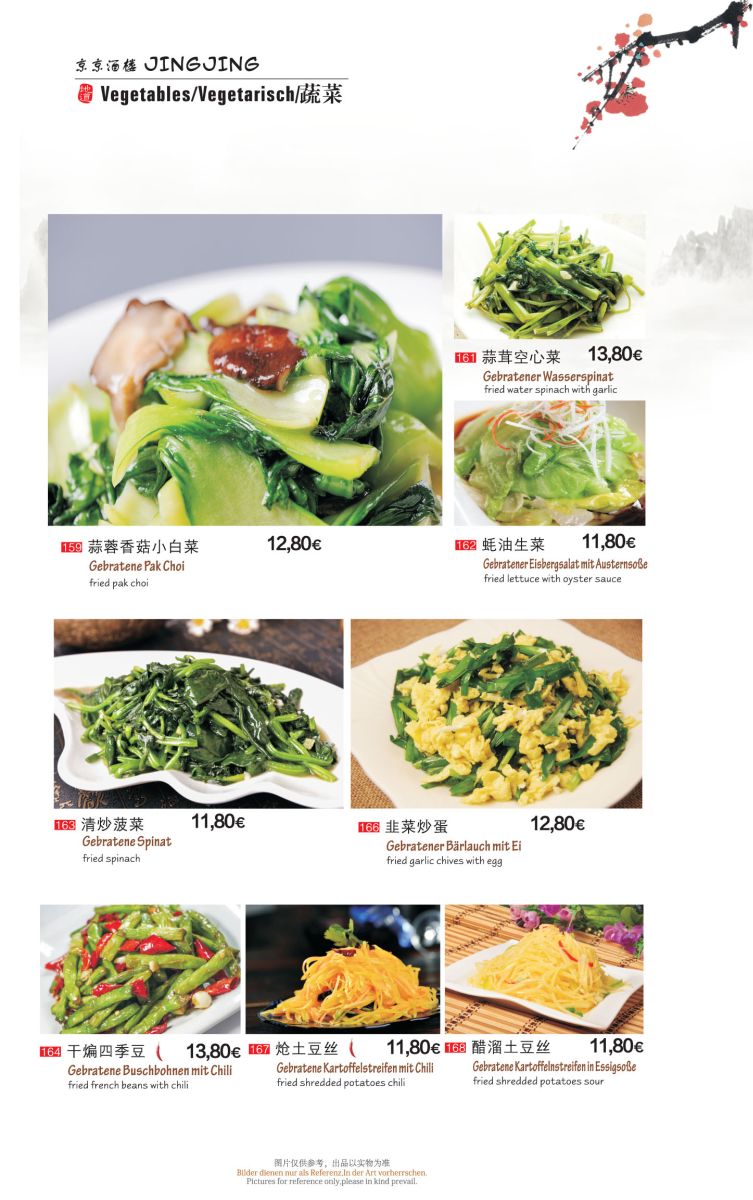 京京酒楼 JINGJING
地道 Vegetables/Vegetarisch/蔬菜
161 蒜茸空心菜 13,80€
Gebratener Wasserspinat
fried water spinach with garlic
159 蒜蓉香菇小白菜 12,80€
Gebratene Pak Choi
fried pak choi
162 蚝油生菜 11,80€
Gebratener Eisbergsalat mit Austernsoße
fried lettuce with oyster sauce
163 清炒菠菜 11,80€
Gebratene Spinat
fried spinach
166 韭菜炒蛋 12,80€
Gebratener Bärlauch mit Ei
fried garlic chives with egg
164 干煸四季豆 13,80€
Gebratene Buschbohnen mit Chili
fried french beans with chili
167 炝土豆丝 11,80€
Gebratene Kartoffelstreifen mit Chili
fried shredded potatoes chili
168 醋溜土豆丝 11,80€
Gebratene Kartoffelnstreifen in Essigsoße
fried shredded potatoes sour
图片仅供参考，出品以实物为准
Bilder dienen nur als Referenz,In der Art vorherrschen.
Pictures for reference only,please in kind prevail.